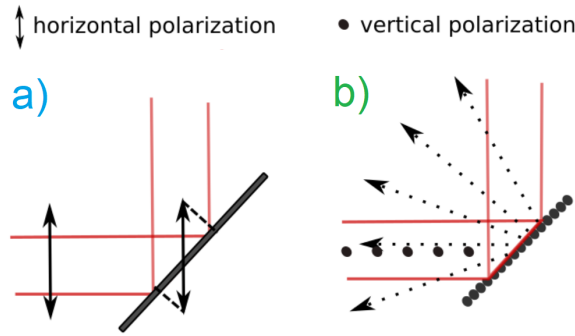 horizontal polarization
vertical polarization
a)
b)